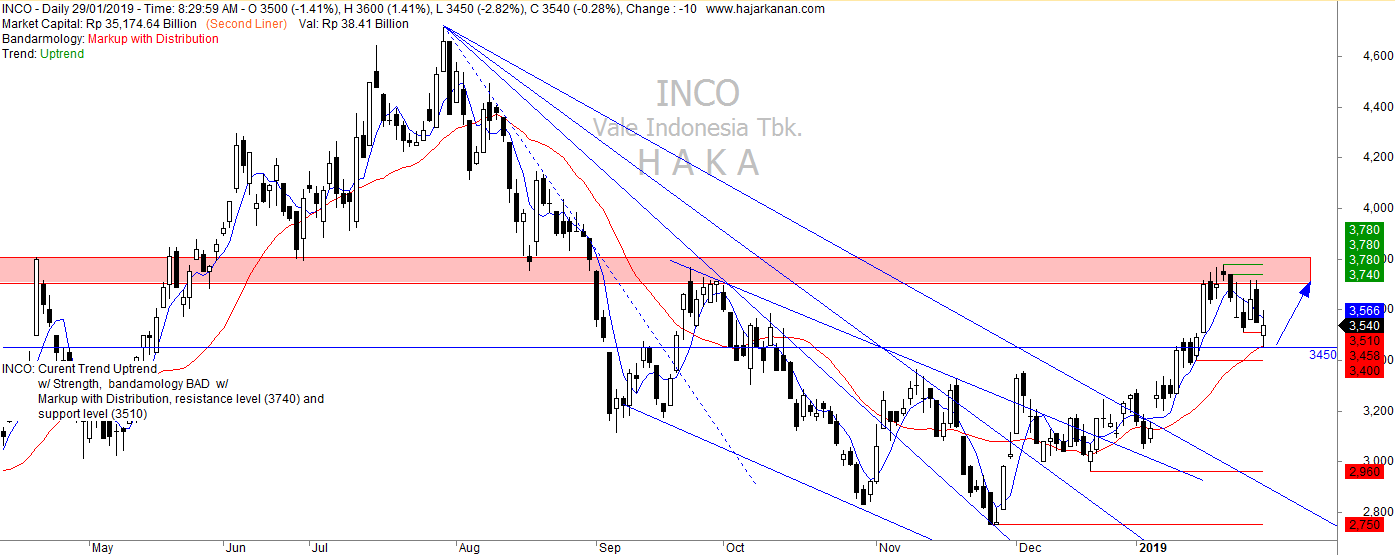 INCO - Daily 29/01/2019 - Time: 8:29:59 AM - O 3500 (-1.41%), H 3600 (1.41%), L 3450 (-2.82%), C 3540 (-0.28%), Change : -10 www.hajarkanan.com
Market Capital: Rp 35,174.64 Billion (Second Liner) Val: Rp 38.41 Billion
Bandarmology: Markup with Distribution
Trend: Uptrend
INCO
Vale Indonesia Tbk.
H A K A
4,600
4,400
4,200
4,000
3,780
3,780
3,780
3,740
3,566
3,540
3,510
3,458
3,400
3450
3,200
3,000
2,960
2,800
2,750
INCO: Curent Trend Uptrend
w/ Strength, bandamology BAD w/
Markup with Distribution, resistance level (3740) and
support level (3510)
May Jun Jul Aug Sep Oct Nov Dec 2019